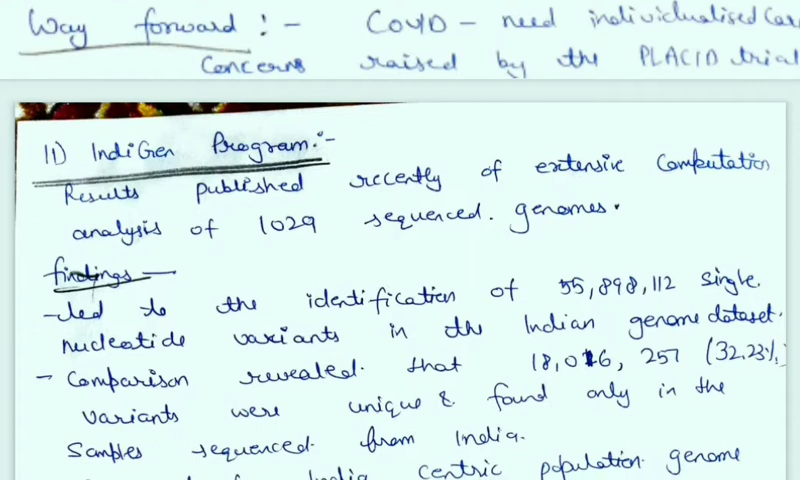 Way forward :- COVID - need individualised Car
Concerns raised by the PLACID trial
11) IndiGen Program:-
Results published recently of extensive Computation
analysis of 1029 sequenced. genomes.
findings -
-Led to the identification of 55,898,112 single
nucleotide variants in the Indian genome dataset.
- Comparison revealed that 18,016, 257 (32.23%)
variants were unique & found only in the
Samples sequenced from India.
India centric population genome